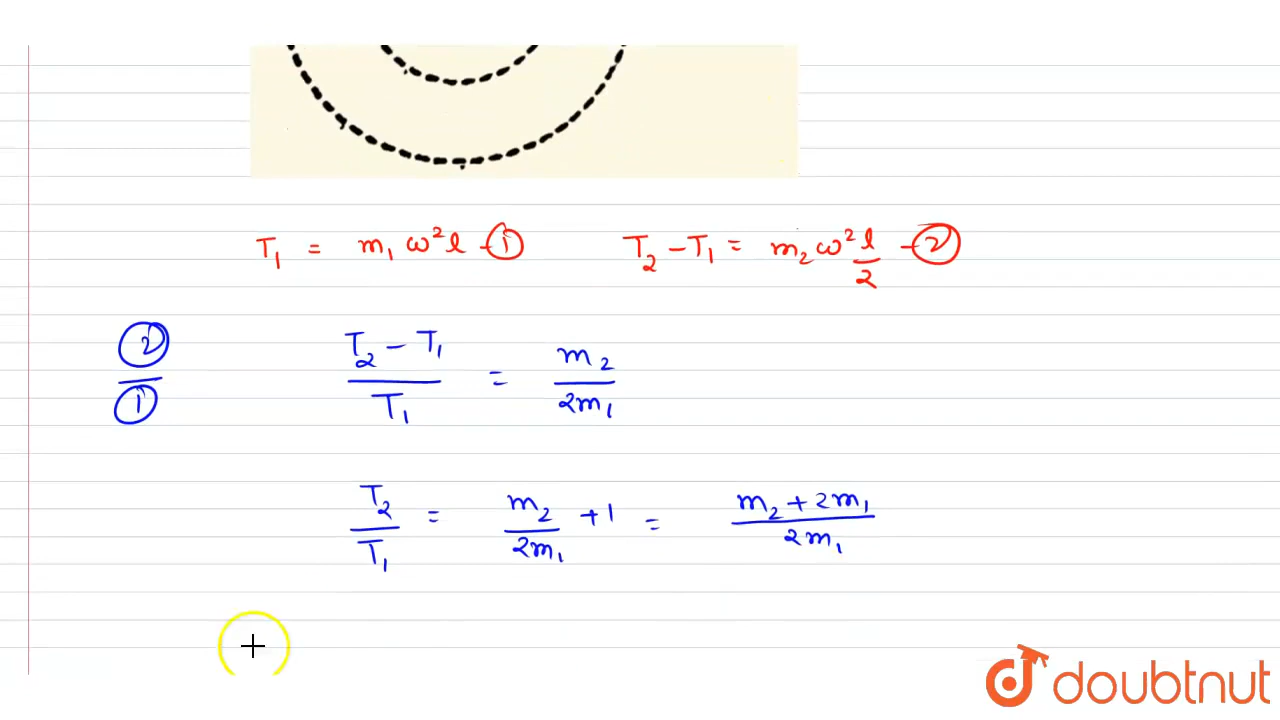 T₁ = m₁ω²l –① T₂ – T₁ = m₂ω² l/2 –②
②/① (T₂ – T₁)/T₁ = m₂/2m₁
T₂/T₁ = m₂/2m₁ + 1 = (m₂ + 2m₁)/2m₁
doubtnut